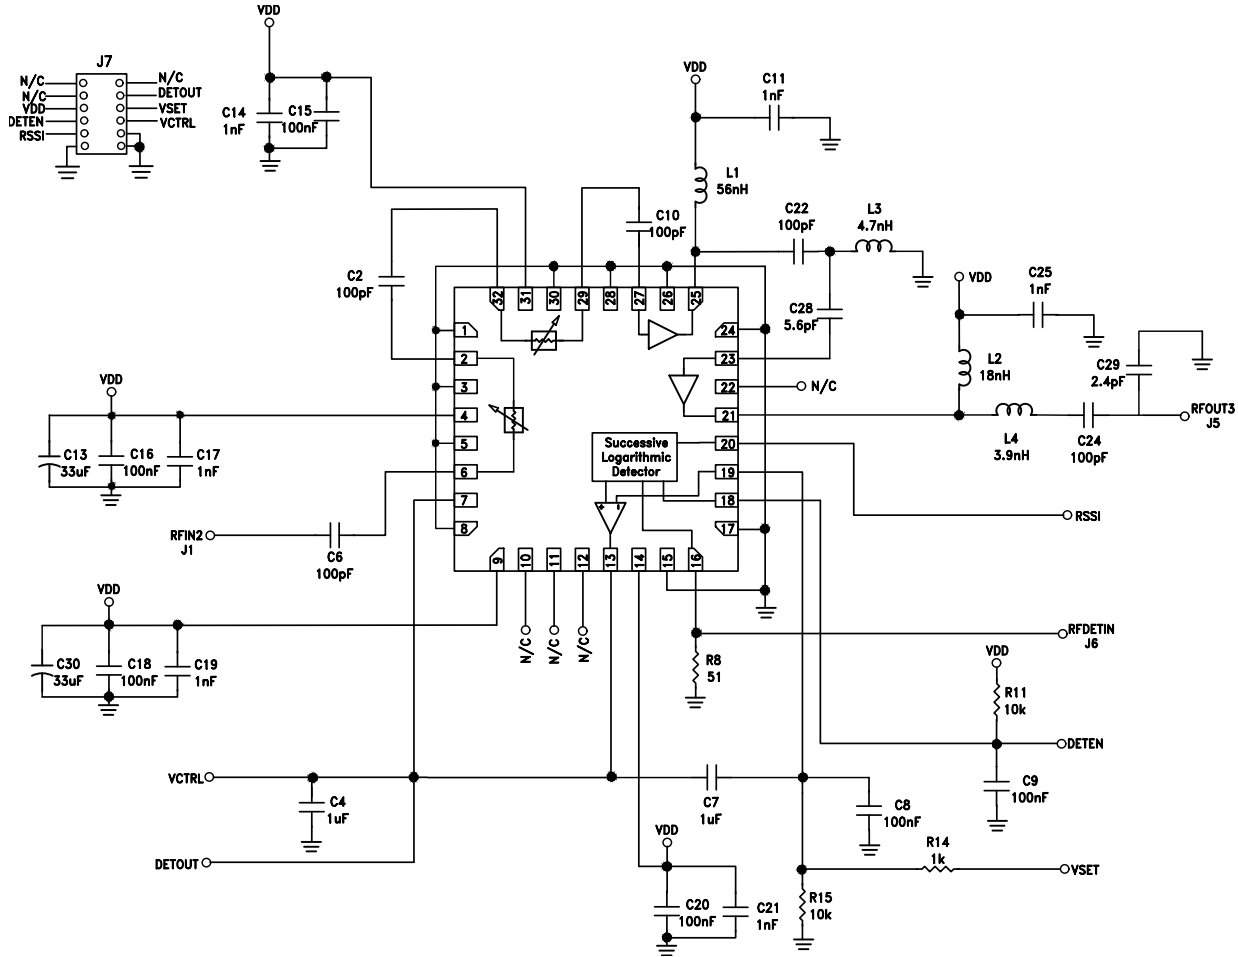 VDD
J7
N/C
N/C
VDD
DETEN
RSSI
N/C
DETOUT
VSET
VCTRL
C14
1nF
C15
100nF
VDD
C11
1nF
L1
56nH
C10
100pF
C2
100pF
C22
100pF
L3
4.7nH
C28
5.6pF
VDD
C25
1nF
L2
18nH
C29
2.4pF
L4
3.9nH
C24
100pF
RFOUT3
J5
32
31
30
29
28
27
26
25
1
2
3
4
5
6
7
8
24
23
22
21
20
19
18
17
9
10
11
12
13
14
15
16
N/C
Successive
Logarithmic
Detector
+
-
VDD
C13
33uF
C16
100nF
C17
1nF
RFIN2
J1
C6
100pF
RSSI
VDD
C30
33uF
C18
100nF
C19
1nF
N/C
N/C
N/C
RFDETIN
J6
R8
51
VDD
R11
10k
DETEN
C9
100nF
VCTRL
C4
1uF
C7
1uF
C8
100nF
DETOUT
VDD
C20
100nF
C21
1nF
R14
1k
VSET
R15
10k